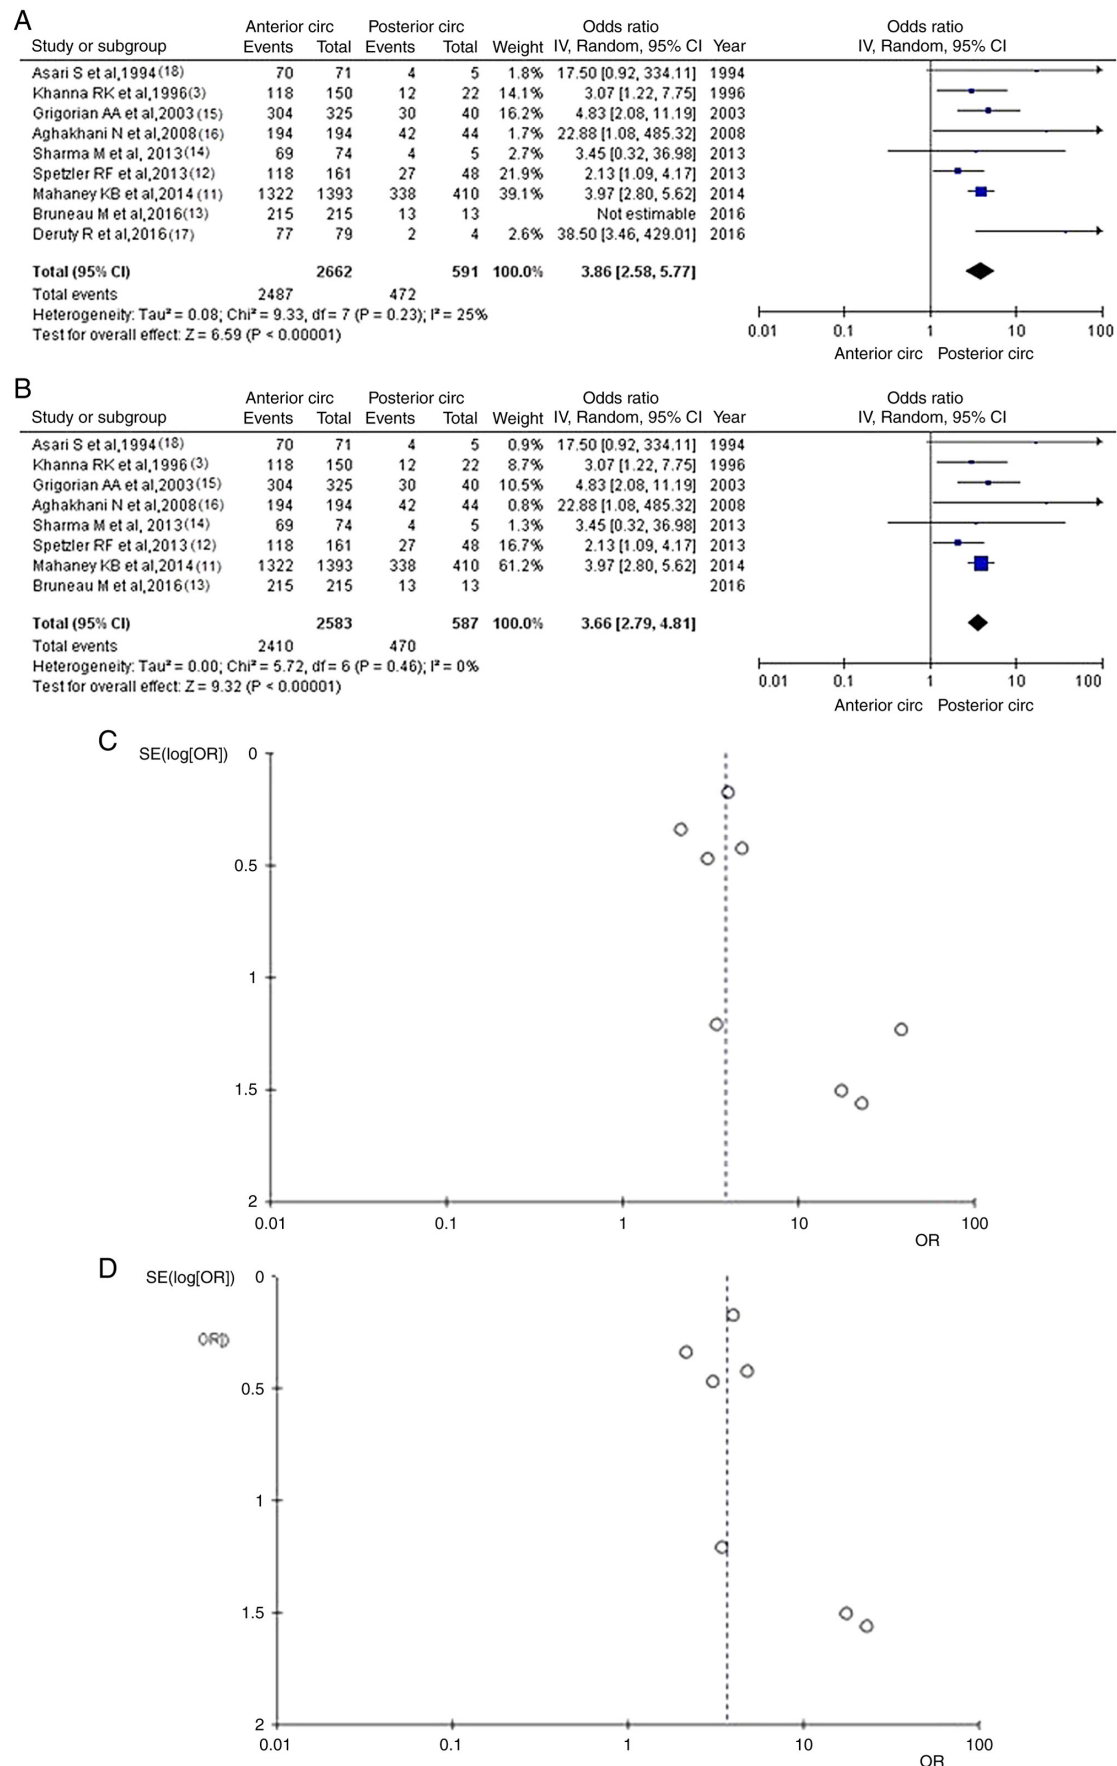 A
Anterior circ Posterior circ Odds ratio Odds ratio
Study or subgroup Events Total Events Total Weight IV, Random, 95% CI Year IV, Random, 95% CI
Asari S et al,1994 (18) 70 71 4 5 1.8% 17.50 [0.92, 334.11] 1994
Khanna RK et al,1996(3) 118 150 12 22 14.1% 3.07 [1.22, 7.75] 1996
Grigorian AA et al,2003 (15) 304 325 30 40 16.2% 4.83 [2.08, 11.19] 2003
Aghakhani N et al,2008(16) 194 194 42 44 1.7% 22.88 [1.08, 485.32] 2008
Sharma M et al, 2013(14) 69 74 4 5 2.7% 3.45 [0.32, 36.98] 2013
Spetzler RF et al,2013 (12) 118 161 27 48 21.9% 2.13 [1.09, 4.17] 2013
Mahaney KB et al,2014 (11) 1322 1393 338 410 39.1% 3.97 [2.80, 5.62] 2014
Bruneau M et al,2016(13) 215 215 13 13 Not estimable 2016
Deruty R et al,2016(17) 77 79 2 4 2.6% 38.50 [3.46, 429.01] 2016
Total (95% CI) 2662 591 100.0% 3.86 [2.58, 5.77]
Total events 2487 472
Heterogeneity: Tau² = 0.08; Chi² = 9.33, df = 7 (P = 0.23); I² = 25%
Test for overall effect: Z = 6.59 (P < 0.00001)
0.01 0.1 1 10 100
Anterior circ Posterior circ
B
Anterior circ Posterior circ Odds ratio Odds ratio
Study or subgroup Events Total Events Total Weight IV, Random, 95% CI Year IV, Random, 95% CI
Asari S et al,1994 (18) 70 71 4 5 0.9% 17.50 [0.92, 334.11] 1994
Khanna RK et al,1996 (3) 118 150 12 22 8.7% 3.07 [1.22, 7.75] 1996
Grigorian AA et al,2003 (15) 304 325 30 40 10.5% 4.83 [2.08, 11.19] 2003
Aghakhani N et al,2008 (16) 194 194 42 44 0.8% 22.88 [1.08, 485.32] 2008
Sharma M et al, 2013 (14) 69 74 4 5 1.3% 3.45 [0.32, 36.98] 2013
Spetzler RF et al,2013 (12) 118 161 27 48 16.7% 2.13 [1.09, 4.17] 2013
Mahaney KB et al,2014 (11) 1322 1393 338 410 61.2% 3.97 [2.80, 5.62] 2014
Bruneau M et al,2016 (13) 215 215 13 13 2016
Total (95% CI) 2583 587 100.0% 3.66 [2.79, 4.81]
Total events 2410 470
Heterogeneity: Tau² = 0.00; Chi² = 5.72, df = 6 (P = 0.46); I² = 0%
Test for overall effect: Z = 9.32 (P < 0.00001)
0.01 0.1 1 10 100
Anterior circ Posterior circ
C
SE(log[OR]) 0
0.5
1
1.5
2
0.01 0.1 1 10 100
OR
D
SE(log[OR]) 0
OR])
0.5
1
1.5
2
0.01 0.1 1 10 100
OR